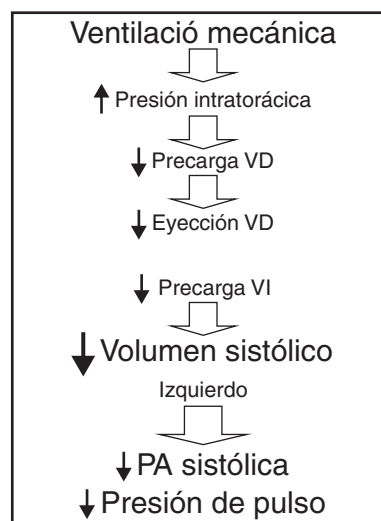 Ventilació mecánica
Presión intratorácica
Precarga VD
Eyección VD
Precarga VI
Volumen sistólico
Izquierdo
PA sistólica
Presión de pulso